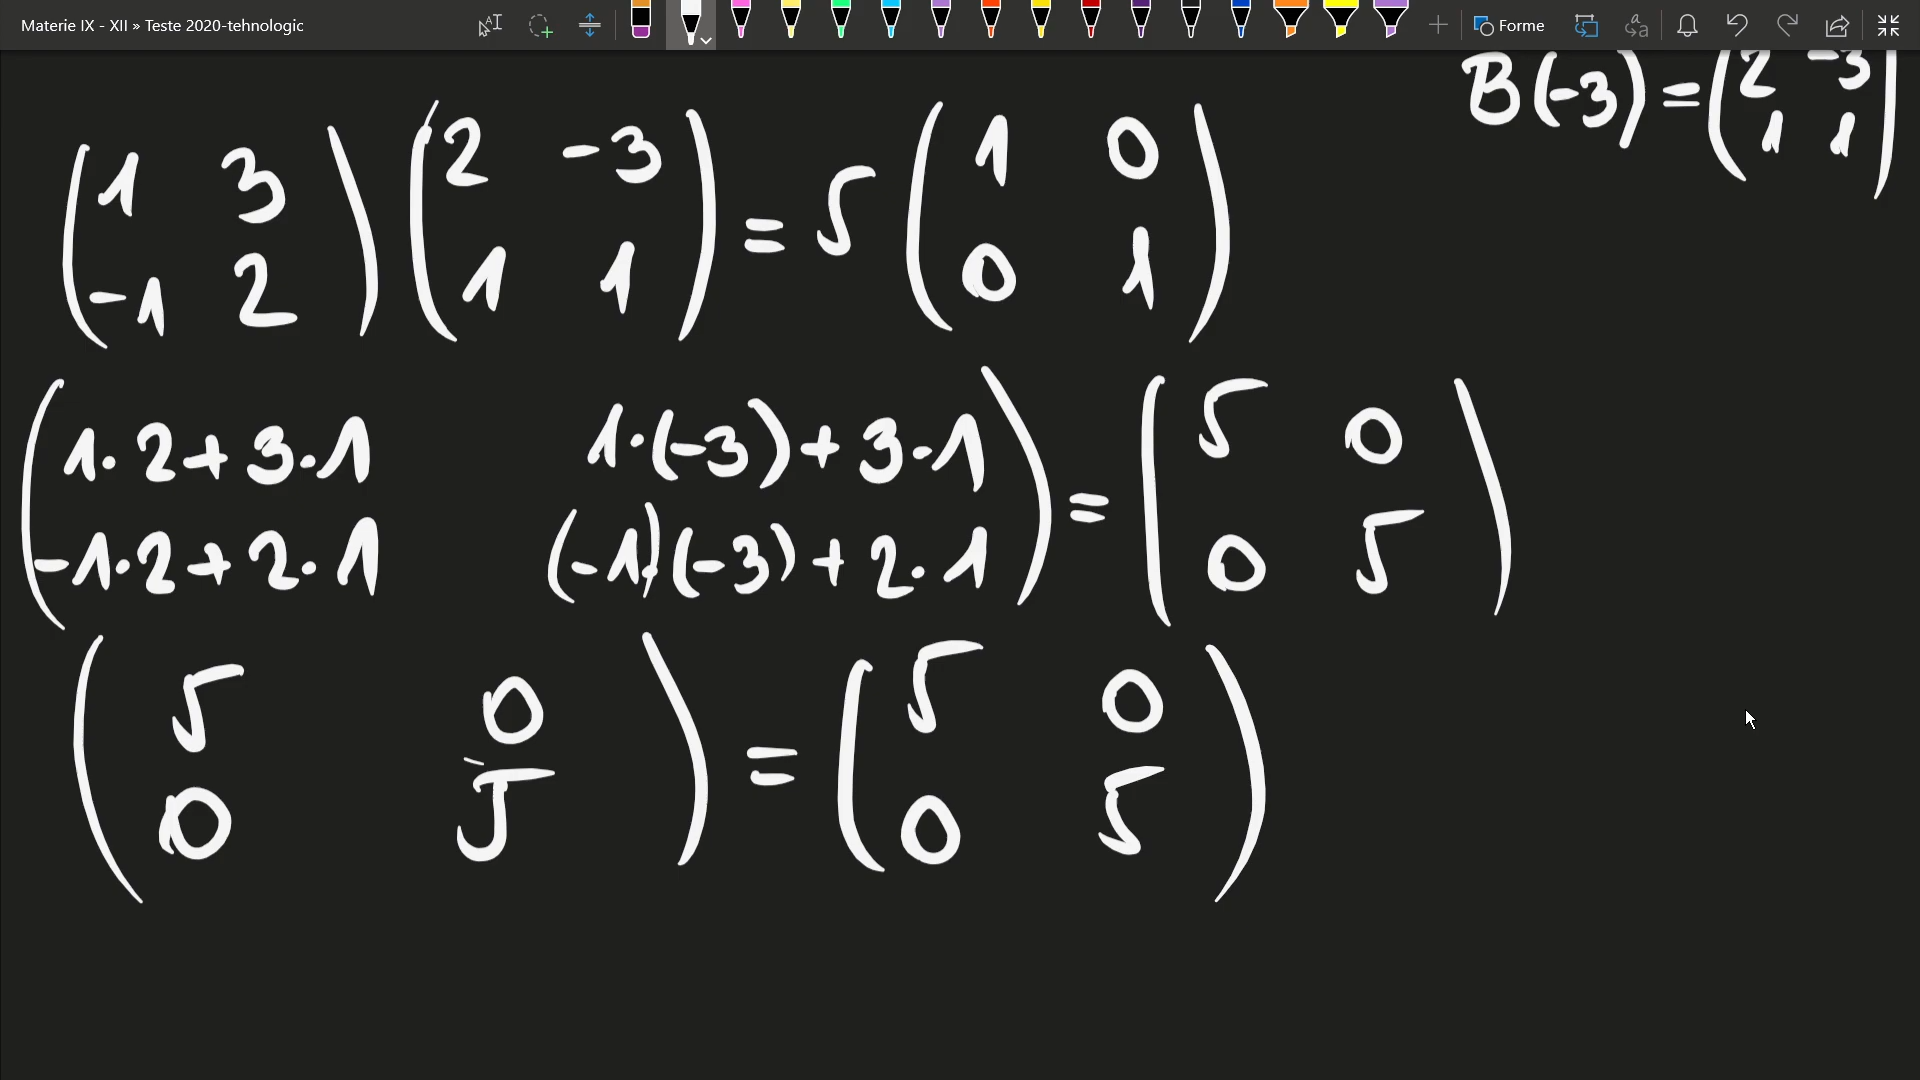 Materie IX - XII » Teste 2020-tehnologic
Forme
B(-3) = (2 -3
1 1)
(1 3 (2 -3 = 5 (1 0
-1 2) 1 1) 0 1)
(1·2+3·1 1·(-3)+3·1 = (5 0
-1·2+2·1 (-1)·(-3)+2·1) 0 5)
(5 0 = (5 0
0 5) 0 5)